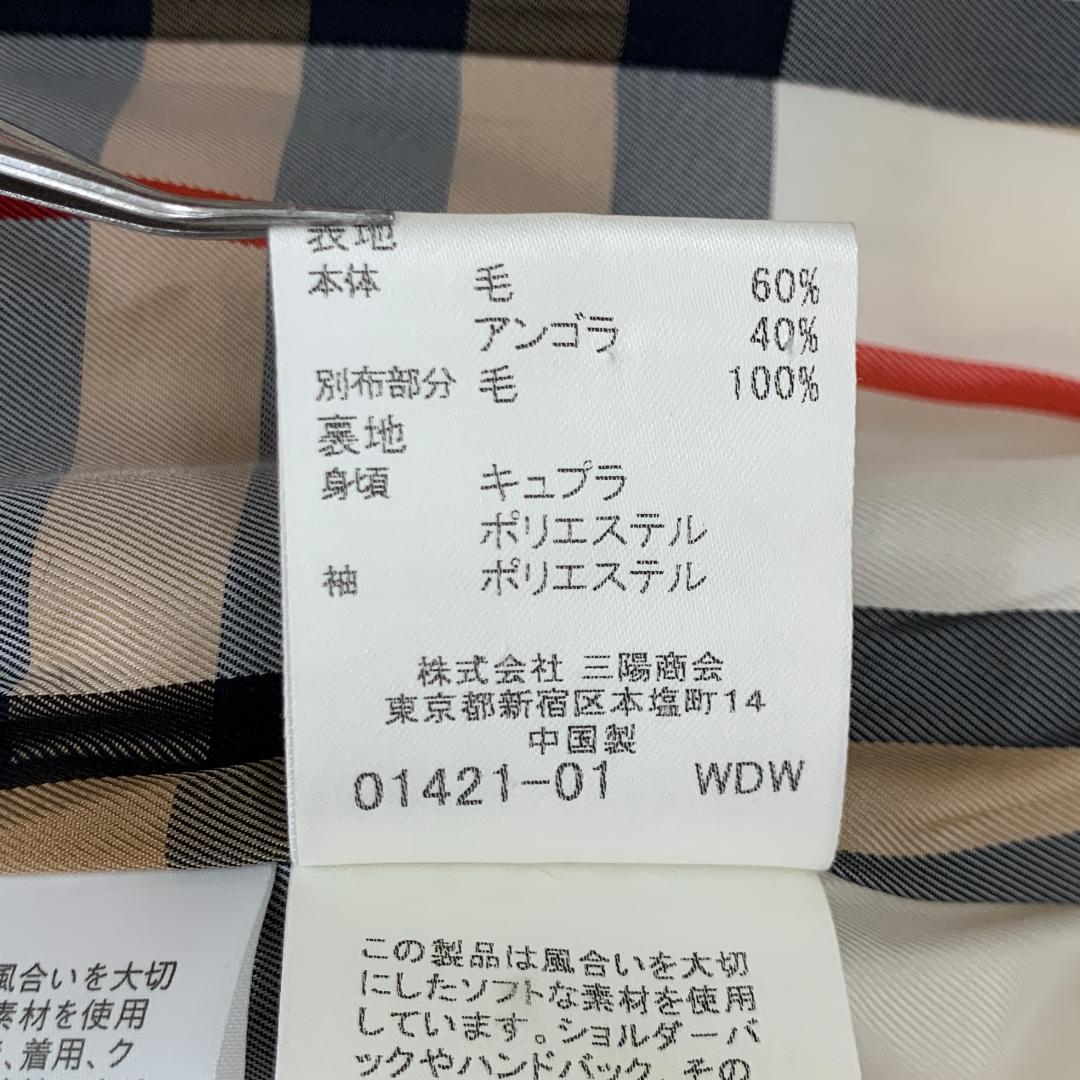 表地
本体 毛 60%
アンゴラ 40%
別布部分 毛 100%
裏地
身頃 キュプラ
ポリエステル
袖 ポリエステル
株式会社 三陽商会
東京都新宿区本塩町14
中国製
01421-01 WDW
この製品は風合いを大切
にしたソフトな素材を使用
しています。ショルダーバ
ックやハンドバック、その
風合いを大切
素材を使用
、着用、ク